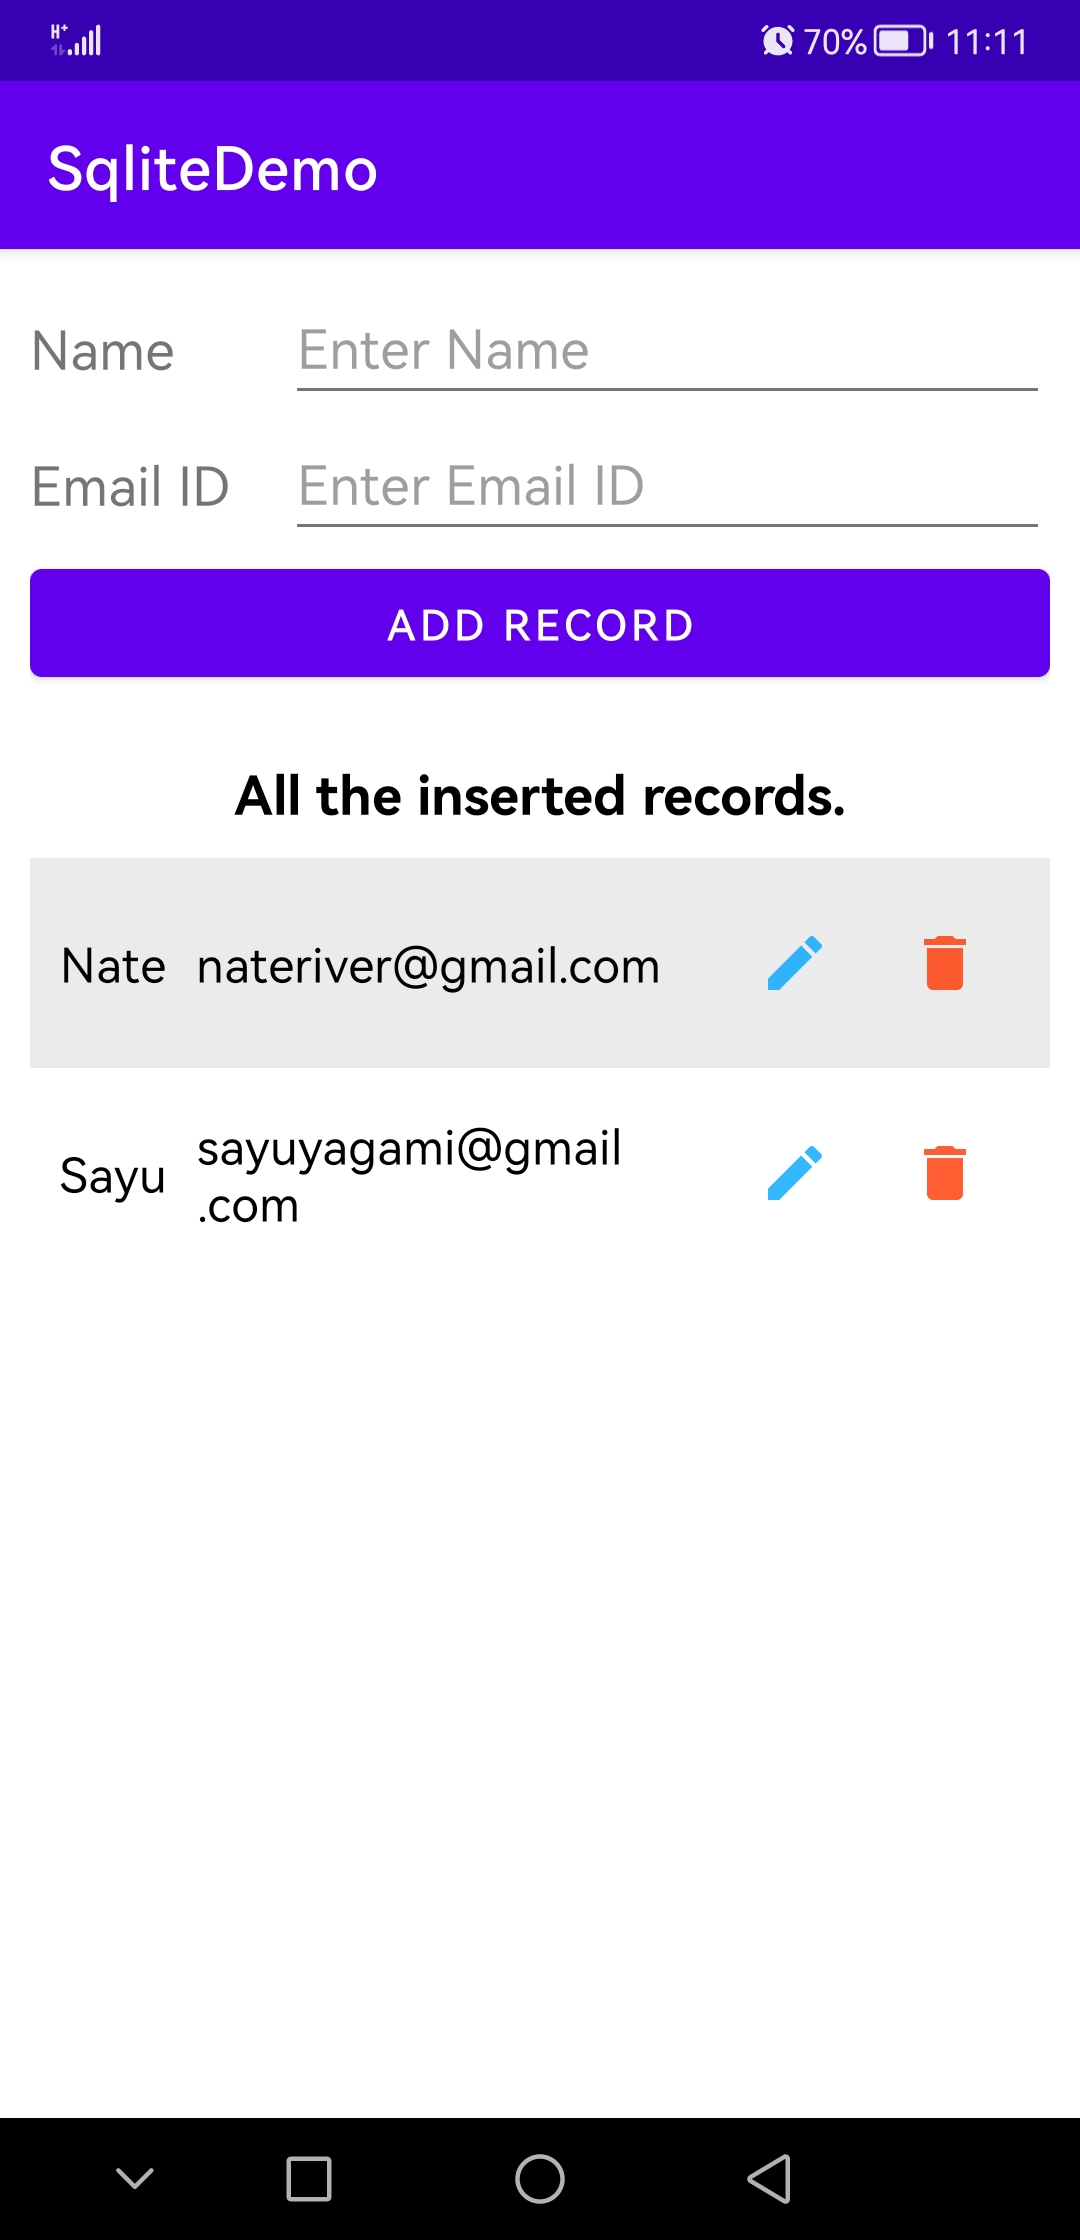 H+ 70% 11:11
SqliteDemo
Name Enter Name
Email ID Enter Email ID
ADD RECORD
All the inserted records.
Nate nateriver@gmail.com
Sayu sayuyagami@gmail
.com